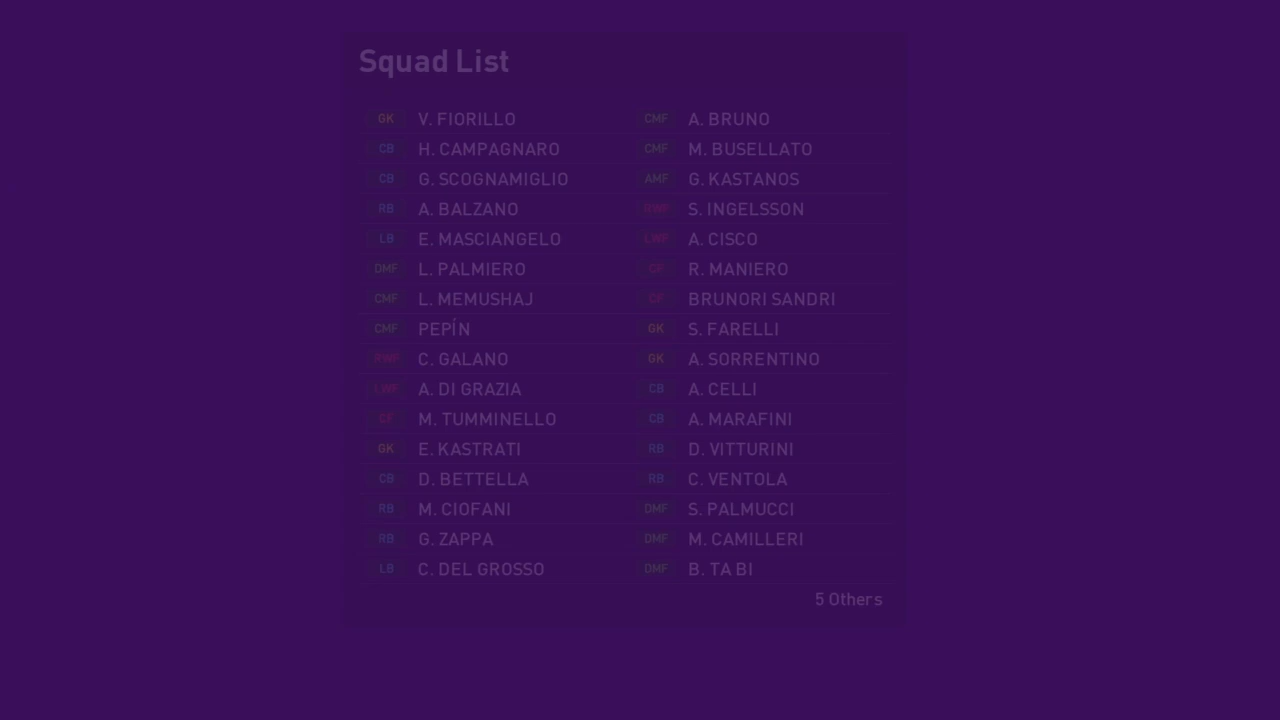 Squad List
GK V. FIORILLO
CB H. CAMPAGNARO
CB G. SCOGNAMIGLIO
RB A. BALZANO
LB E. MASCIANGELO
DMF L. PALMIERO
CMF L. MEMUSHAJ
CMF PEPÍN
RWF C. GALANO
LWF A. DI GRAZIA
CF M. TUMMINELLO
GK E. KASTRATI
CB D. BETTELLA
RB M. CIOFANI
RB G. ZAPPA
LB C. DEL GROSSO
CMF A. BRUNO
CMF M. BUSELLATO
AMF G. KASTANOS
RWF S. INGELSSON
LWF A. CISCO
CF R. MANIERO
CF BRUNORI SANDRI
GK S. FARELLI
GK A. SORRENTINO
CB A. CELLI
CB A. MARAFINI
RB D. VITTURINI
RB C. VENTOLA
DMF S. PALMUCCI
DMF M. CAMILLERI
DMF B. TA BI
5 Others